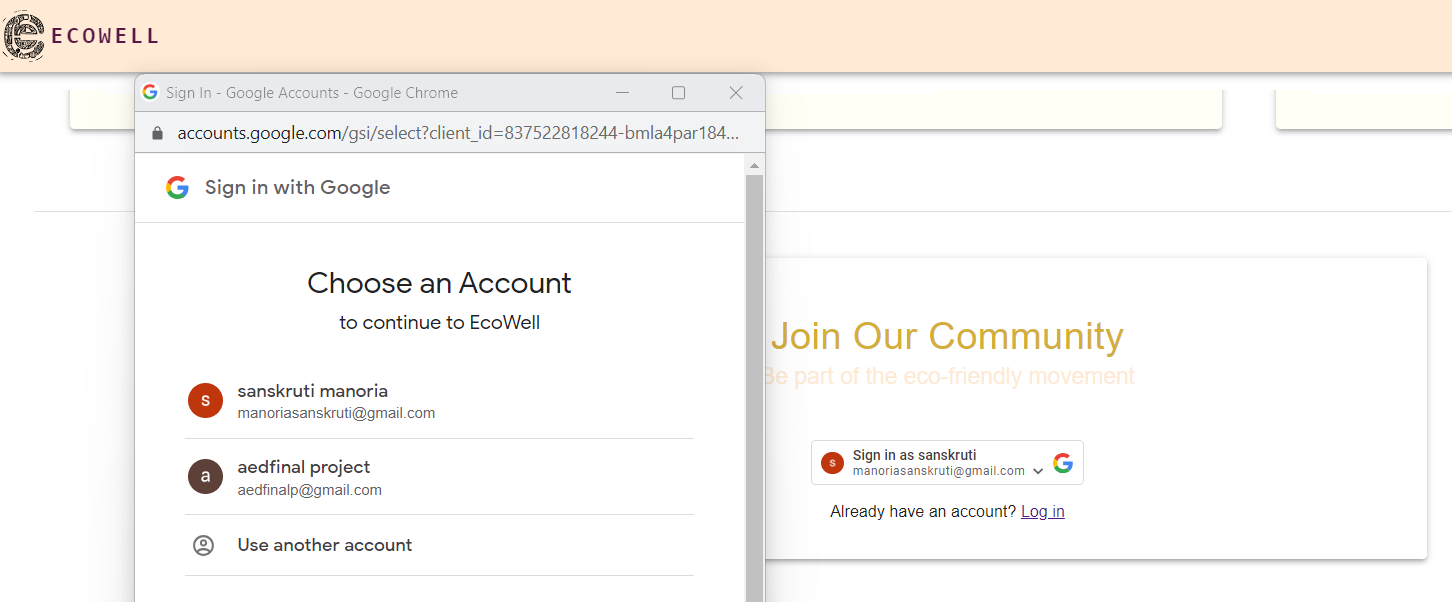 ECOWELL
Sign In - Google Accounts - Google Chrome
accounts.google.com/gsi/select?client_id=837522818244-bmla4par184...
Sign in with Google
Choose an Account
to continue to EcoWell
s
sanskruti manoria
manoriasanskruti@gmail.com
a
aedfinal project
aedfinalp@gmail.com
Use another account
Join Our Community
Be part of the eco-friendly movement
s
Sign in as sanskruti
manoriasanskruti@gmail.com
Already have an account? Log in